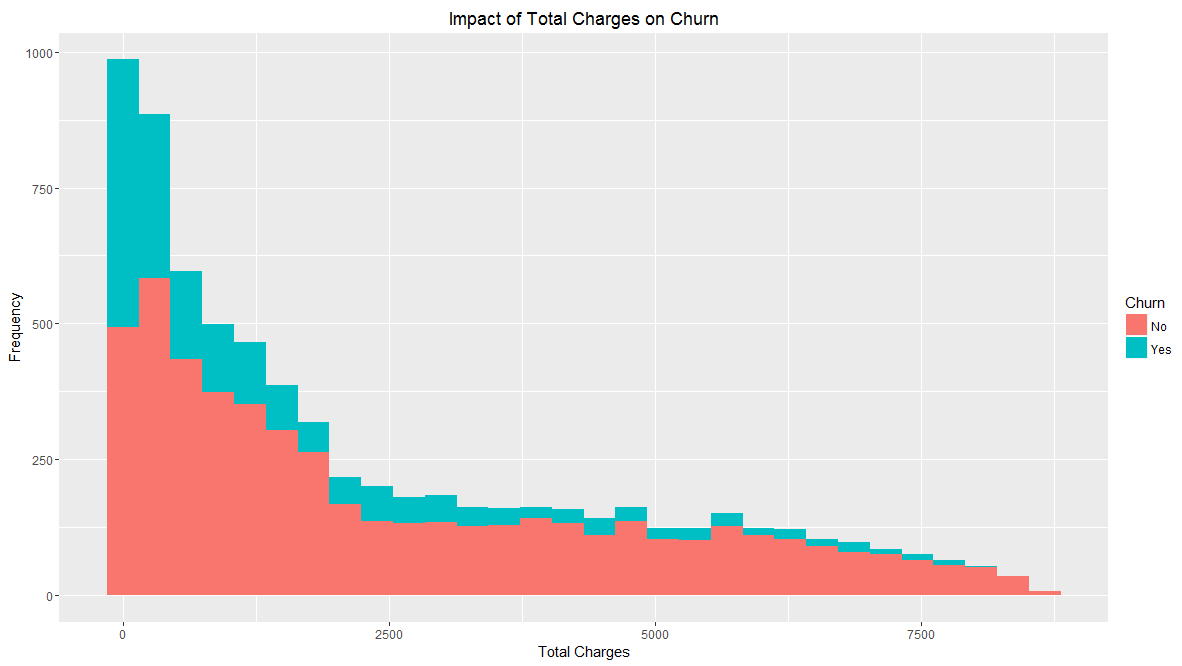 Impact of Total Charges on Churn
1000
750
500
250
0
Frequency
0 2500 5000 7500
Total Charges
Churn
No
Yes